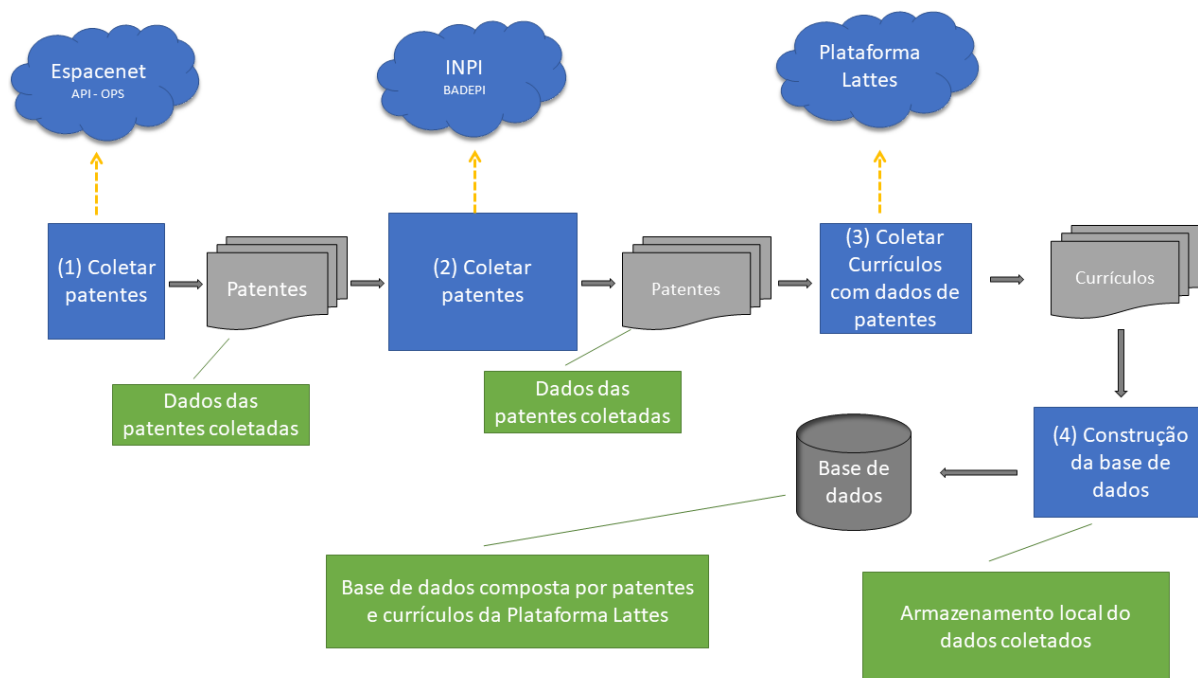 Espacenet
API - OPS
INPI
BADEPI
Plataforma
Lattes
(1) Coletar
patentes
Patentes
(2) Coletar
patentes
Patentes
(3) Coletar
Currículos
com dados de
patentes
Currículos
Dados das
patentes coletadas
Dados das
patentes coletadas
(4) Construção
da base de
dados
Base de
dados
Base de dados composta por patentes
e currículos da Plataforma Lattes
Armazenamento local do
dados coletados